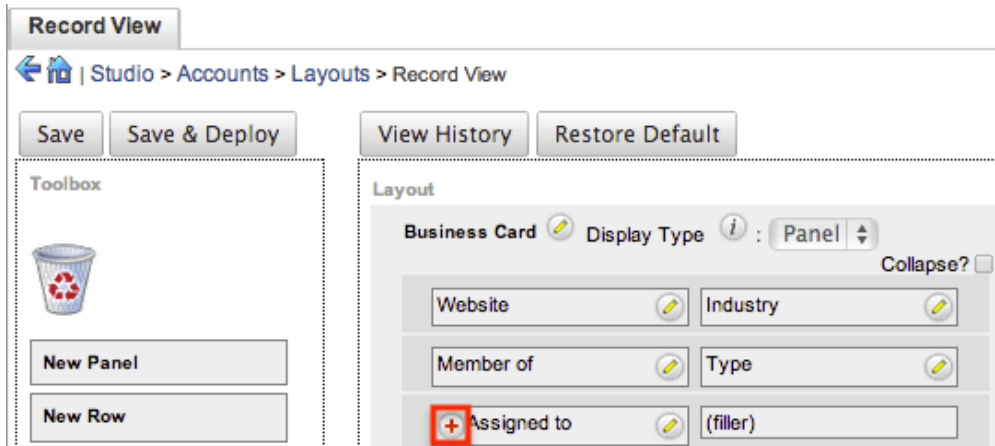 Record View
| Studio > Accounts > Layouts > Record View
Save Save & Deploy View History Restore Default
Toolbox
Layout
Business Card Display Type i : Panel
Collapse?
Website Industry
New Panel Member of Type
New Row Assigned to (filler)